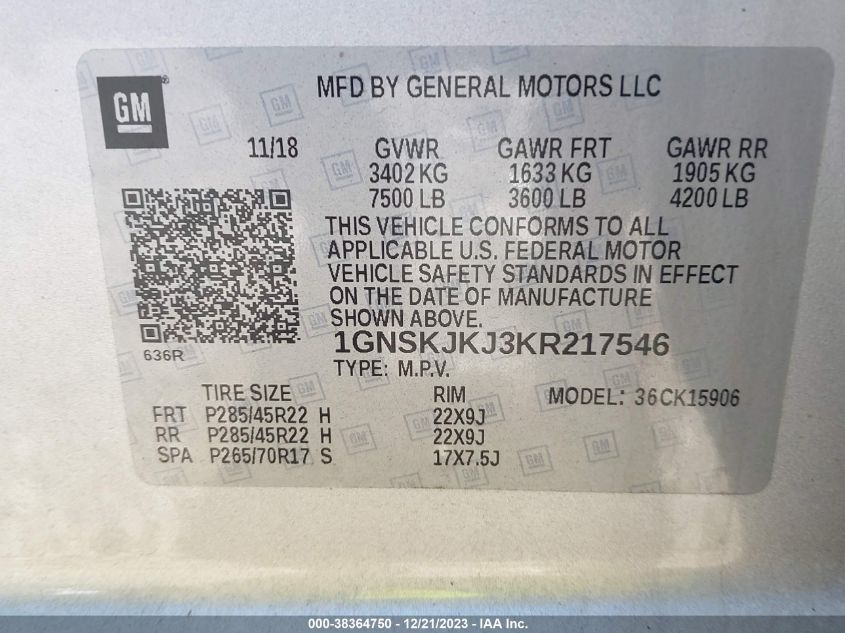 GM
MFD BY GENERAL MOTORS LLC
11/18 GVWR GAWR FRT GAWR RR
3402 KG 1633 KG 1905 KG
7500 LB 3600 LB 4200 LB
THIS VEHICLE CONFORMS TO ALL
APPLICABLE U.S. FEDERAL MOTOR
VEHICLE SAFETY STANDARDS IN EFFECT
ON THE DATE OF MANUFACTURE
SHOWN ABOVE.
1GNSKJKJ3KR217546
636R
TYPE: M.P.V.
TIRE SIZE RIM MODEL: 36CK15906
FRT P285/45R22 H 22X9J
RR P285/45R22 H 22X9J
SPA P265/70R17 S 17X7.5J
000-38364750 - 12/21/2023 - IAA, Inc.